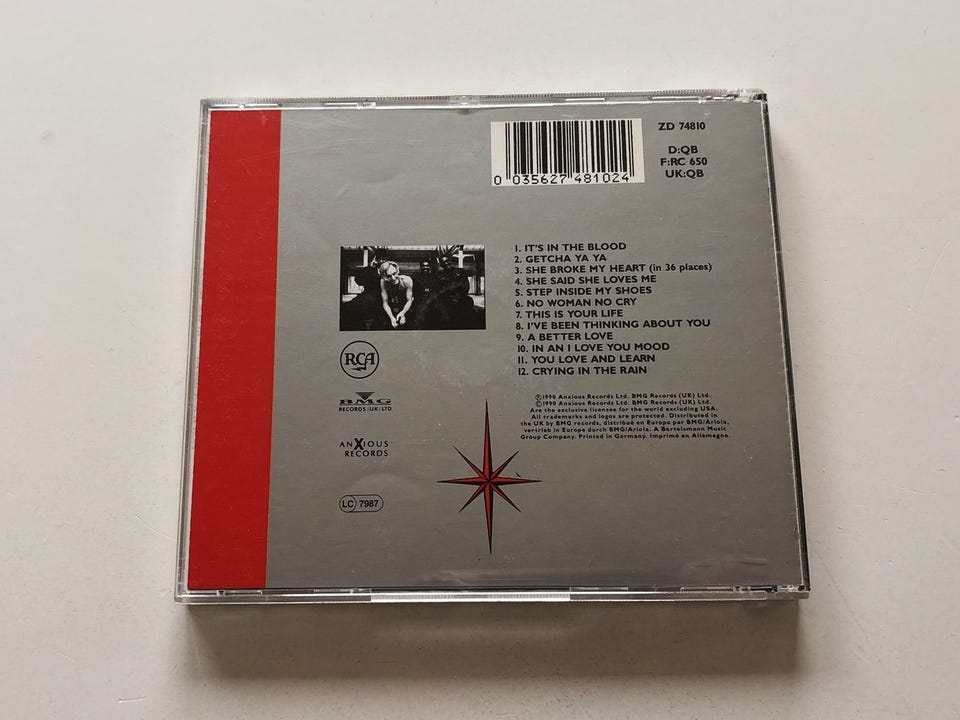 0 035627 481024
ZD 74810
D:QB
F:RC 650
UK:QB
1. IT'S IN THE BLOOD
2. GETCHA YA YA
3. SHE BROKE MY HEART (in 36 places)
4. SHE SAID SHE LOVES ME
5. STEP INSIDE MY SHOES
6. NO WOMAN NO CRY
7. THIS IS YOUR LIFE
8. I'VE BEEN THINKING ABOUT YOU
9. A BETTER LOVE
10. IN AN I LOVE YOU MOOD
11. YOU LOVE AND LEARN
12. CRYING IN THE RAIN
RCA
BMG
RECORDS (UK) LTD
ANXIOUS
RECORDS
LC 7987
℗1990 Anxious Records Ltd. BMG Records (UK) Ltd.
©1990 Anxious Records Ltd. BMG Records (UK) Ltd.
Are the exclusive licensee for the world excluding USA.
All trademarks and logos are protected. Distributed in
the UK by BMG records, distribué en Europe par BMG/Ariola,
vertrieb in Europe durch BMG/Ariola. A Bertelsmann Music
Group Company. Printed in Germany. Imprimé en Allemagne.